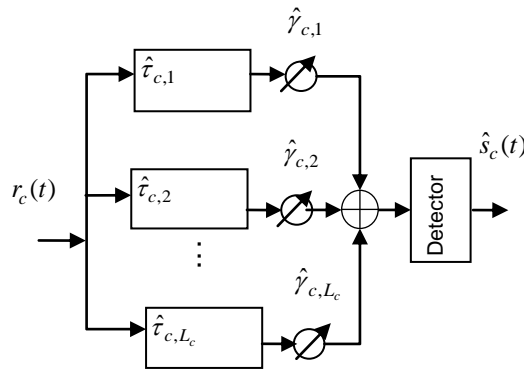 γ̂_{c,1}
τ̂_{c,1}
γ̂_{c,2}
ŝ_c(t)
r_c(t)
τ̂_{c,2}
Detector
⋮
γ̂_{c,L_c}
τ̂_{c,L_c}